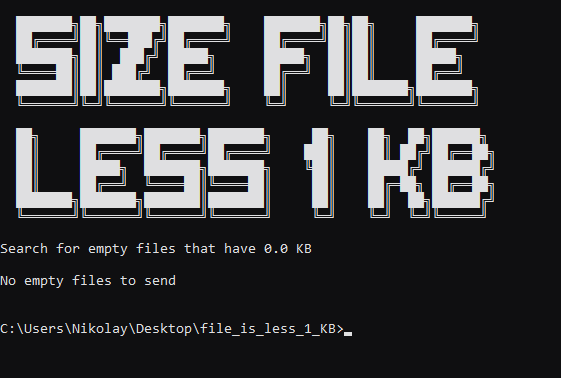 SIZE FILE
LESS 1 KB
Search for empty files that have 0.0 KB
No empty files to send
C:\Users\Nikolay\Desktop\file_is_less_1_KB>